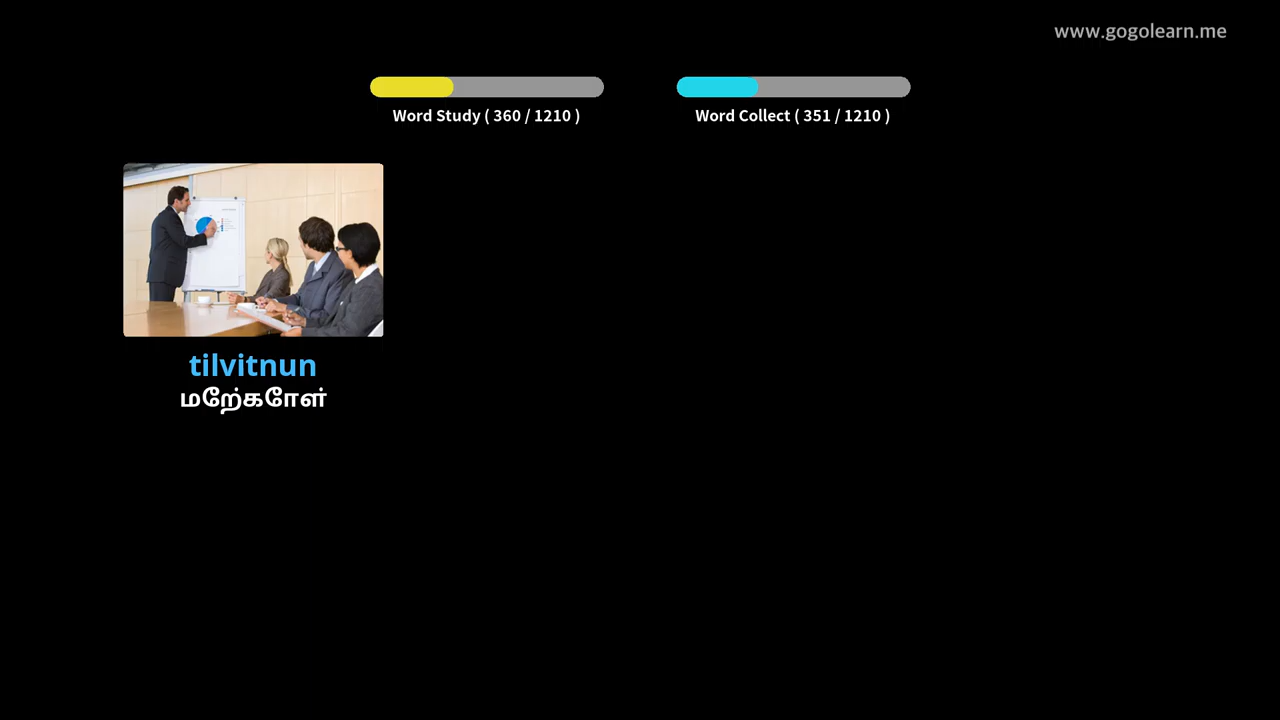 www.gogolearn.me
Word Study ( 360 / 1210 )
Word Collect ( 351 / 1210 )
tilvitnun
மறே்கோள்